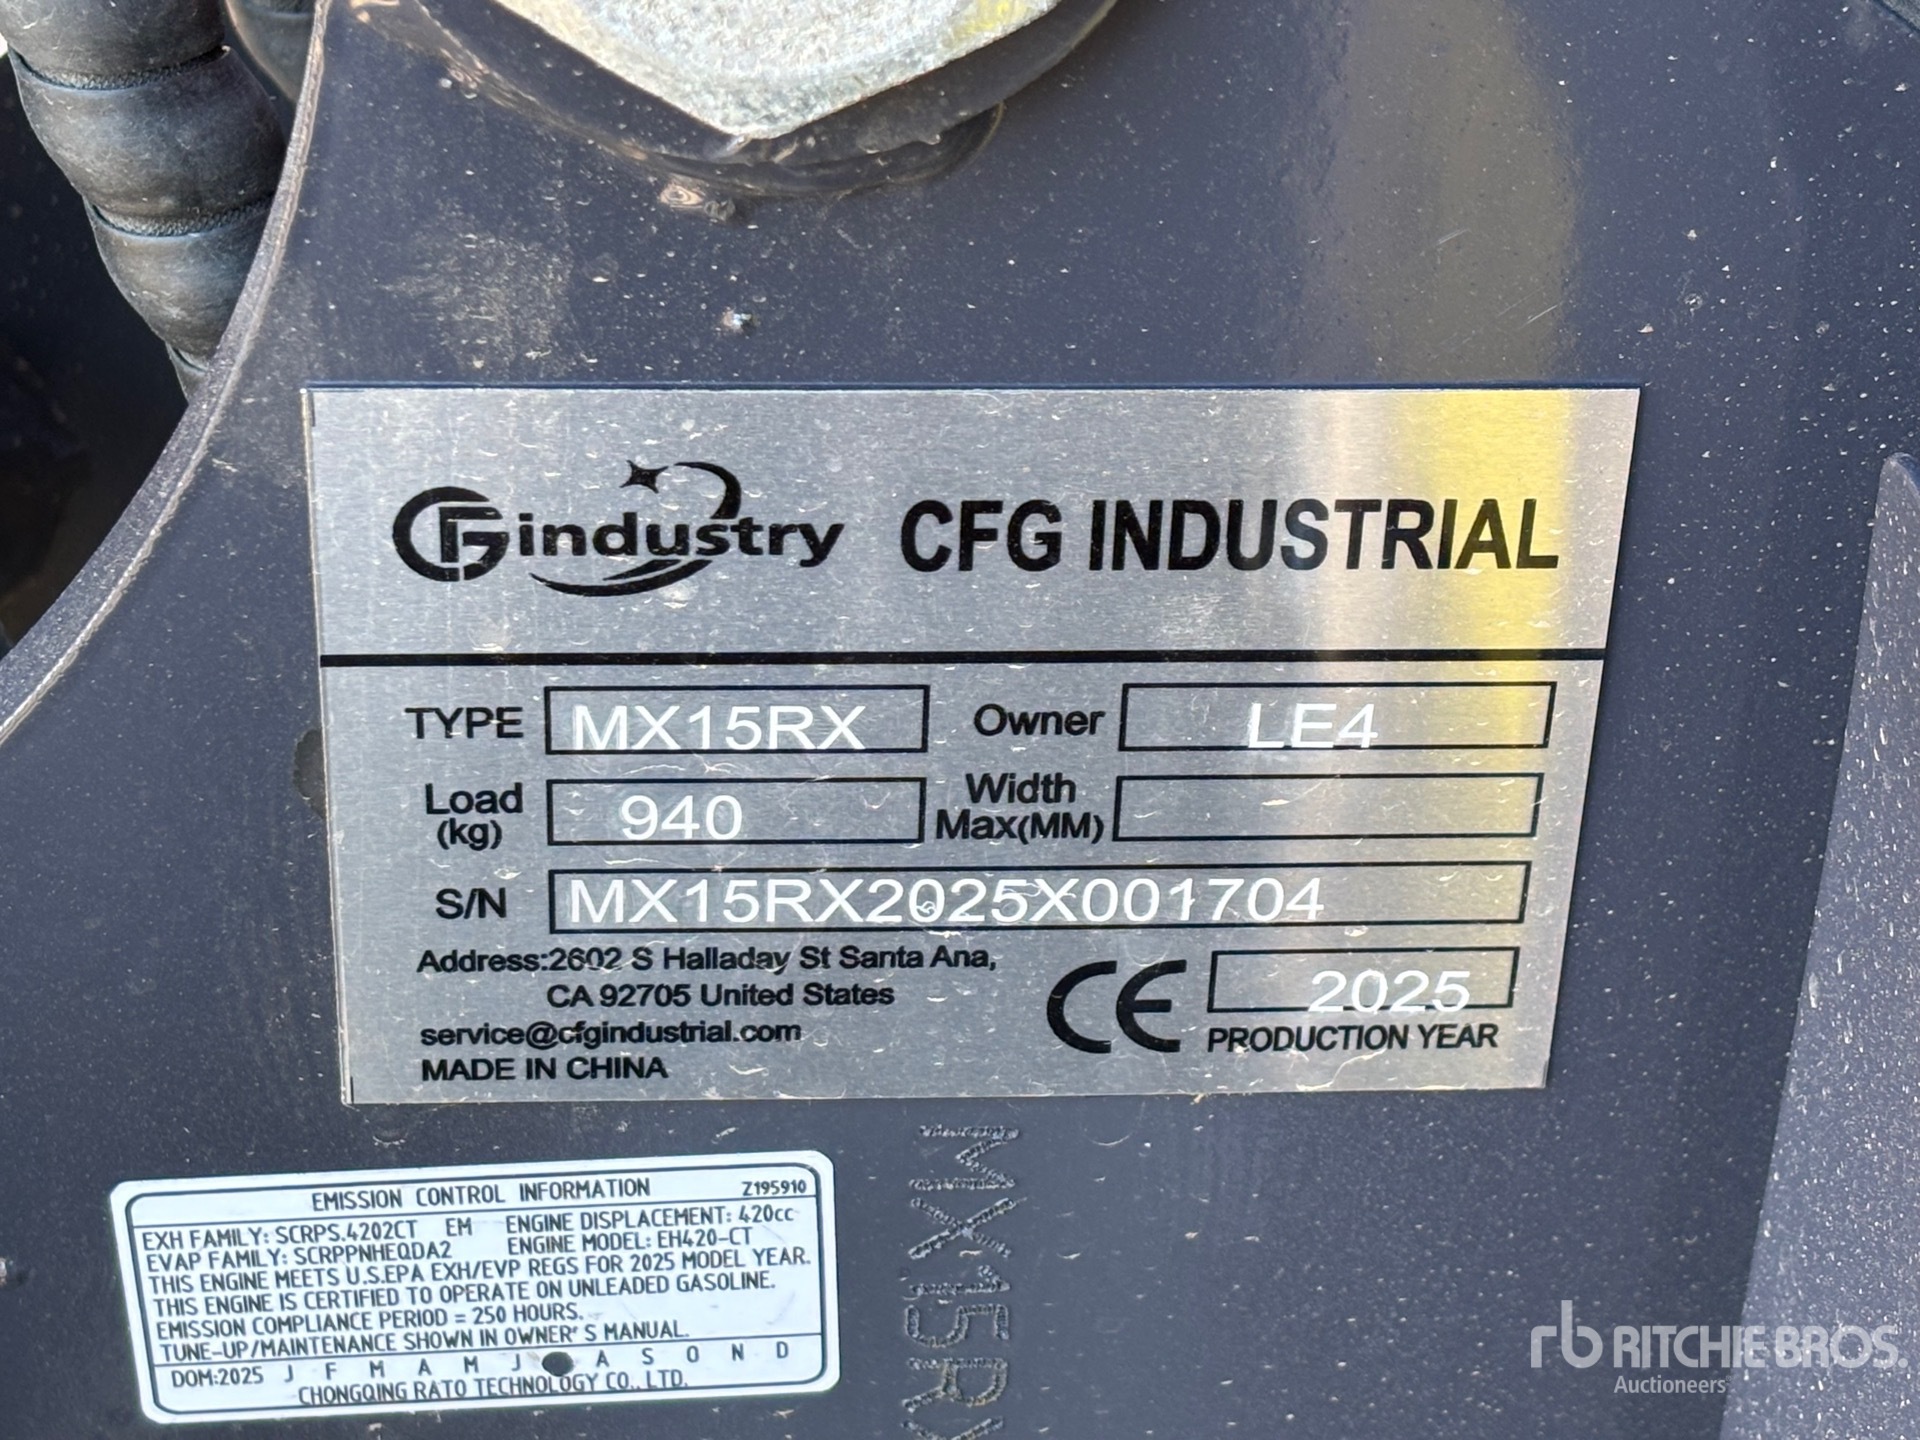 CFGindustry CFG INDUSTRIAL
TYPE MX15RX Owner LE4
Load (kg) 940 Width Max(MM)
S/N MX15RX2025X001704
Address:2602 S Halladay St Santa Ana,
CA 92705 United States
service@cfgindustrial.com
MADE IN CHINA
CE 2025
PRODUCTION YEAR
EMISSION CONTROL INFORMATION Z195910
EXH FAMILY: SCRPS.4202CT EM ENGINE DISPLACEMENT: 420cc
EVAP FAMILY: SCRPPNHEQDA2 ENGINE MODEL: EH420-CT
THIS ENGINE MEETS U.S.EPA EXH/EVP REGS FOR 2025 MODEL YEAR.
THIS ENGINE IS CERTIFIED TO OPERATE ON UNLEADED GASOLINE.
EMISSION COMPLIANCE PERIOD = 250 HOURS.
TUNE-UP/MAINTENANCE SHOWN IN OWNER'S MANUAL.
DOM:2025 J F M A M J A S O N D
CHONGQING RATO TECHNOLOGY CO., LTD.
MX15RX
rb RITCHIE BROS.
Auctioneers